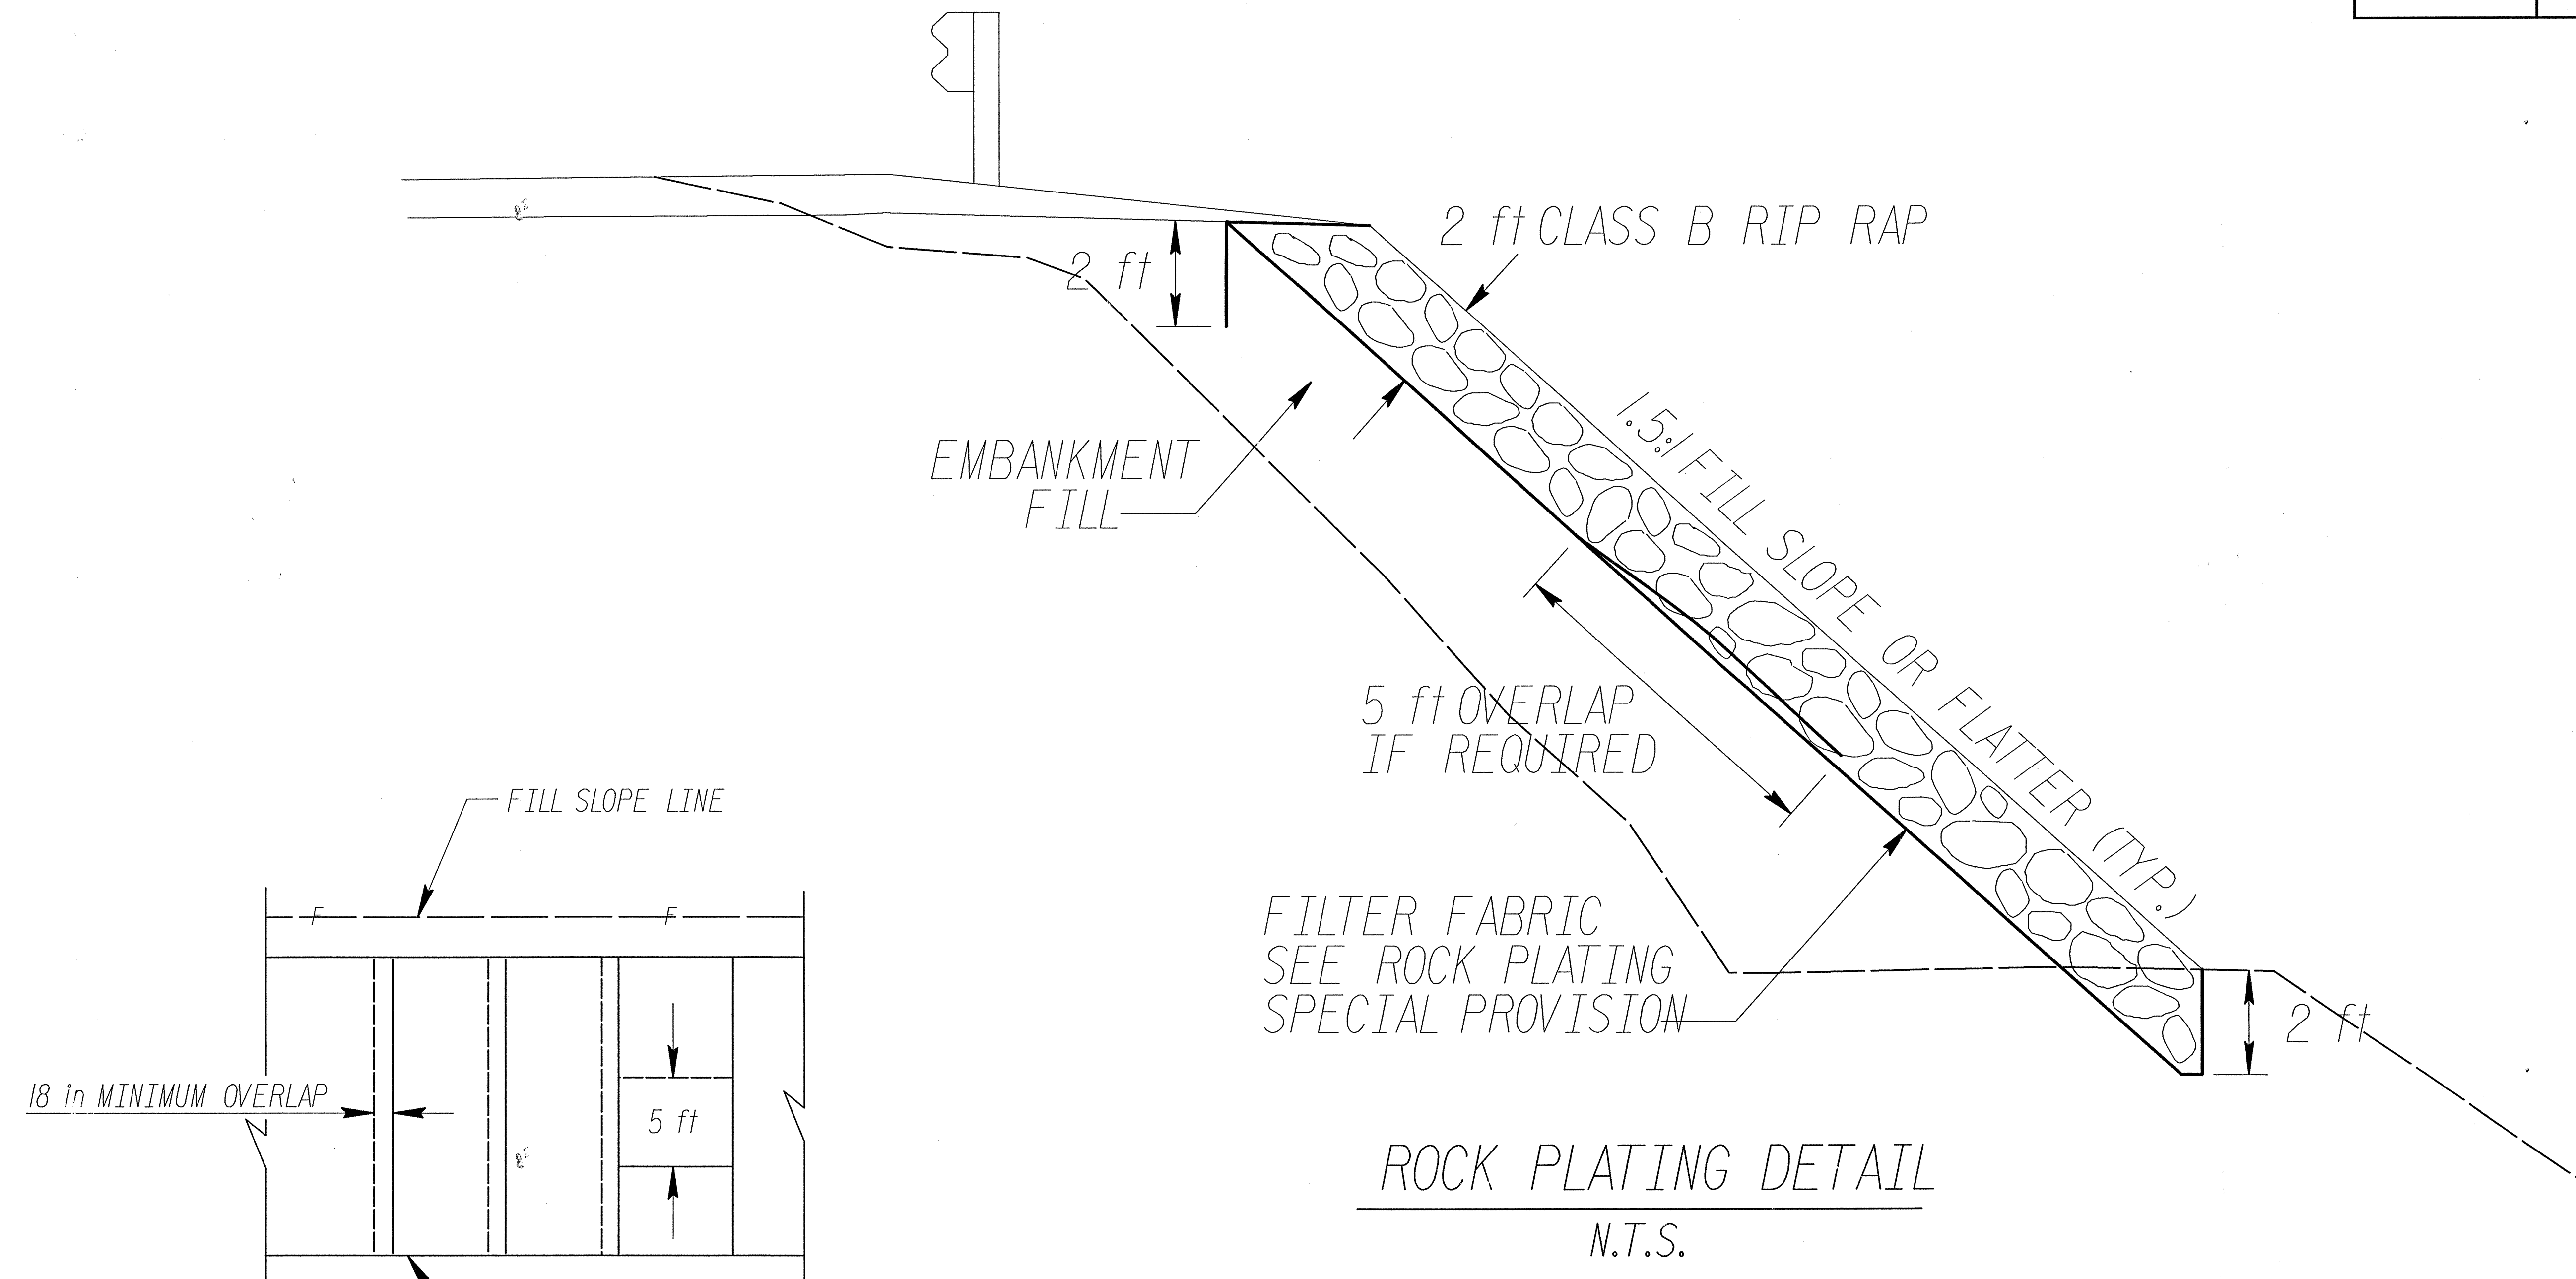 2 ft CLASS B RIP RAP
2 ft
1.5:1 FILL SLOPE OR FLATTER (TYP.)
EMBANKMENT
FILL
5 ft OVERLAP
IF REQUIRED
FILTER FABRIC
SEE ROCK PLATING
SPECIAL PROVISION
2 ft
ROCK PLATING DETAIL
N.T.S.
FILL SLOPE LINE
F F
18 in MINIMUM OVERLAP
5 ft